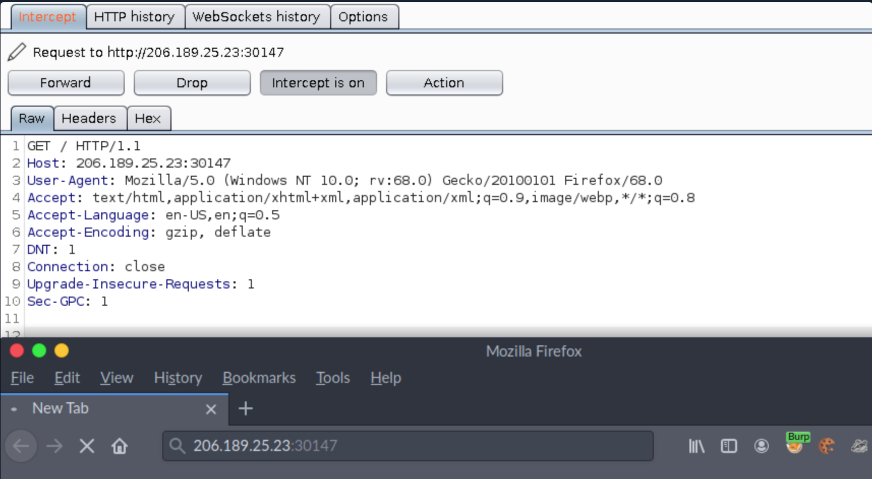 Intercept HTTP history WebSockets history Options
Request to http://206.189.25.23:30147
Forward Drop Intercept is on Action
Raw Headers Hex
1 GET / HTTP/1.1
2 Host: 206.189.25.23:30147
3 User-Agent: Mozilla/5.0 (Windows NT 10.0; rv:68.0) Gecko/20100101 Firefox/68.0
4 Accept: text/html,application/xhtml+xml,application/xml;q=0.9,image/webp,*/*;q=0.8
5 Accept-Language: en-US,en;q=0.5
6 Accept-Encoding: gzip, deflate
7 DNT: 1
8 Connection: close
9 Upgrade-Insecure-Requests: 1
10 Sec-GPC: 1
11
12
Mozilla Firefox
File Edit View History Bookmarks Tools Help
New Tab
206.189.25.23:30147 Burp